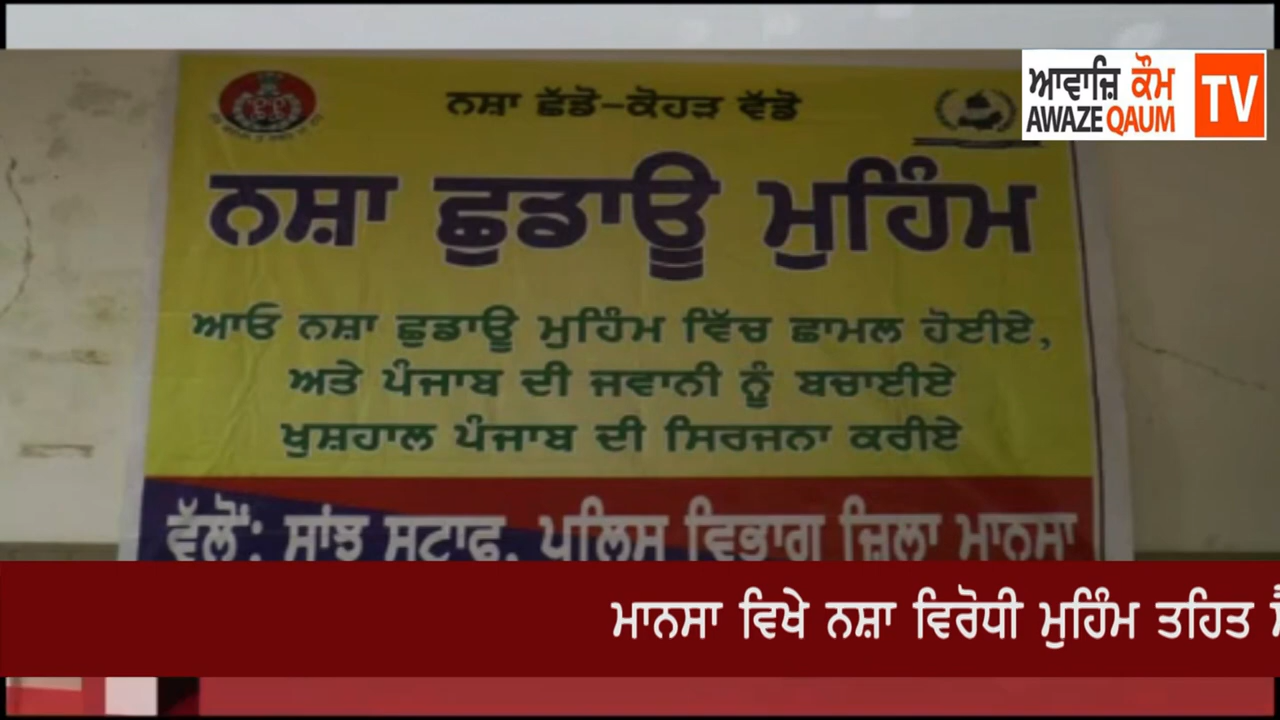 ਆਵਾਜ਼ਿ ਕੌਮ
AWAZE QAUM
TV
ਨਸ਼ਾ ਛੱਡੋ-ਕੋਹੜ ਵੱਡੋ
ਨਸ਼ਾ ਛੁਡਾਊ ਮੁਹਿੰਮ
ਆਓ ਨਸ਼ਾ ਛੁਡਾਊ ਮੁਹਿੰਮ ਵਿੱਚ ਛਾਮਲ ਹੋਈਏ,
ਅਤੇ ਪੰਜਾਬ ਦੀ ਜਵਾਨੀ ਨੂੰ ਬਚਾਈਏ
ਖੁਸ਼ਹਾਲ ਪੰਜਾਬ ਦੀ ਸਿਰਜਨਾ ਕਰੀਏ
ਵੱਲੋਂ: ਸਾਂਝ ਸਟਾਫ, ਪੁਲਿਸ ਵਿਭਾਗ ਜ਼ਿਲਾ ਮਾਨਸਾ
ਮਾਨਸਾ ਵਿਖੇ ਨਸ਼ਾ ਵਿਰੋਧੀ ਮੁਹਿੰਮ ਤਹਿਤ